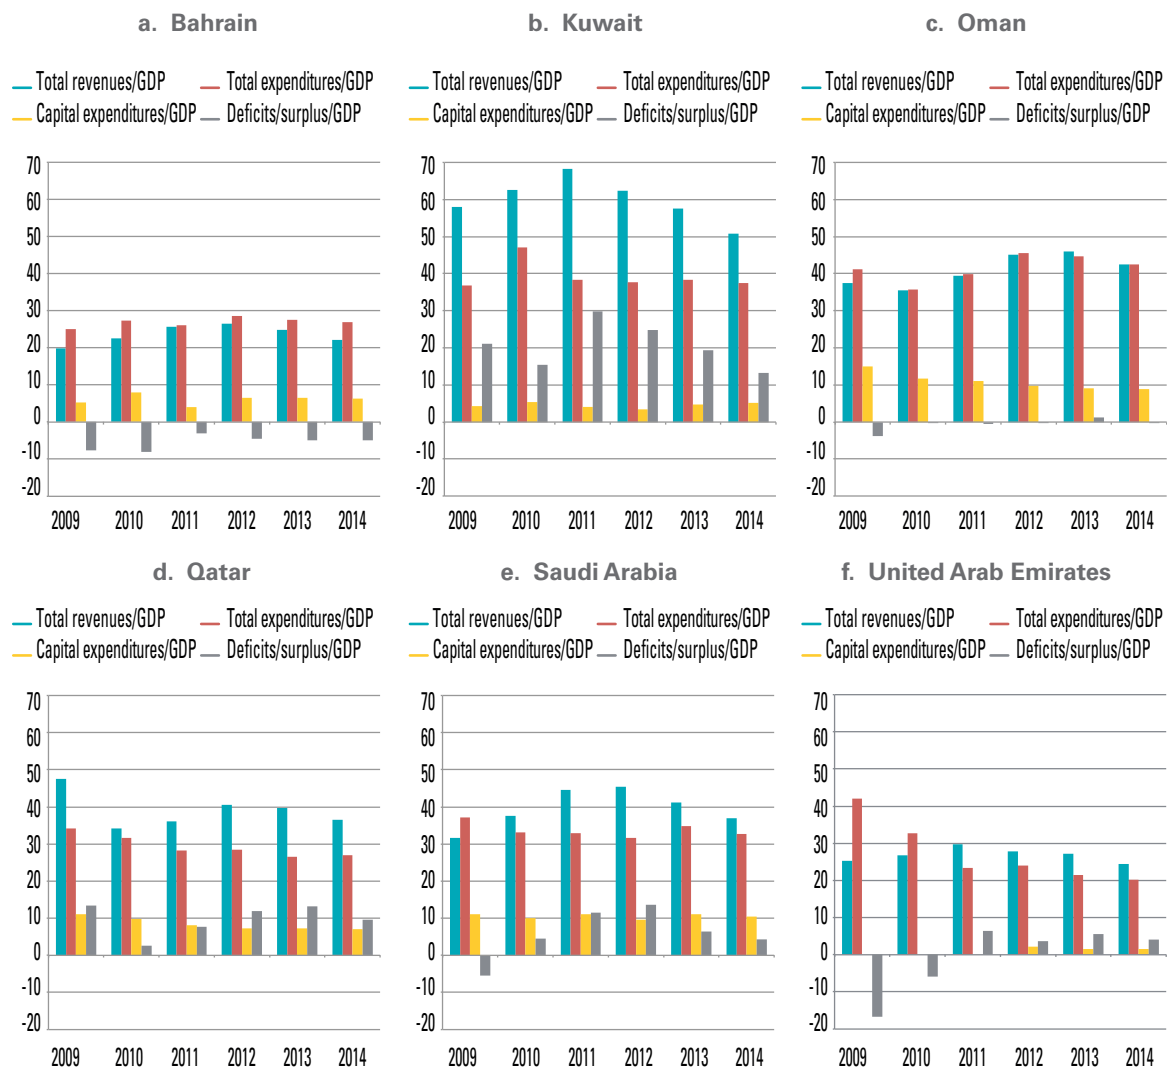 a. Bahrain
Total revenues/GDP Total expenditures/GDP
Capital expenditures/GDP Deficits/surplus/GDP
70
60
50
40
30
20
10
0
-10
-20
2009 2010 2011 2012 2013 2014
b. Kuwait
Total revenues/GDP Total expenditures/GDP
Capital expenditures/GDP Deficits/surplus/GDP
70
60
50
40
30
20
10
0
-10
-20
2009 2010 2011 2012 2013 2014
c. Oman
Total revenues/GDP Total expenditures/GDP
Capital expenditures/GDP Deficits/surplus/GDP
70
60
50
40
30
20
10
0
-10
-20
2009 2010 2011 2012 2013 2014
d. Qatar
Total revenues/GDP Total expenditures/GDP
Capital expenditures/GDP Deficits/surplus/GDP
70
60
50
40
30
20
10
0
-10
-20
2009 2010 2011 2012 2013 2014
e. Saudi Arabia
Total revenues/GDP Total expenditures/GDP
Capital expenditures/GDP Deficits/surplus/GDP
70
60
50
40
30
20
10
0
-10
-20
2009 2010 2011 2012 2013 2014
f. United Arab Emirates
Total revenues/GDP Total expenditures/GDP
Capital expenditures/GDP Deficits/surplus/GDP
70
60
50
40
30
20
10
0
-10
-20
2009 2010 2011 2012 2013 2014